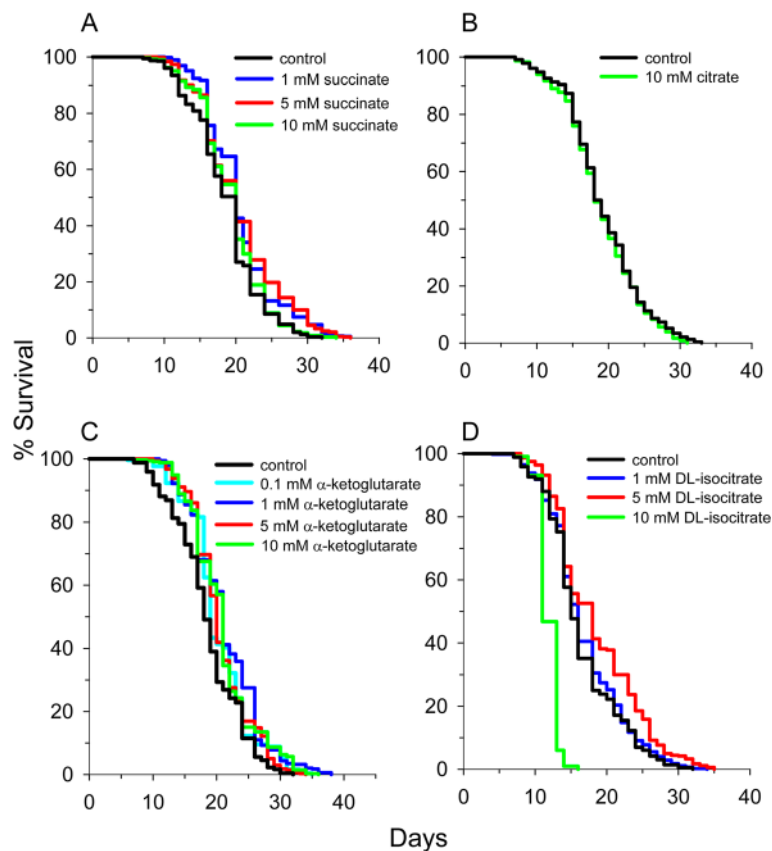 A
control
1 mM succinate
5 mM succinate
10 mM succinate
100
80
60
40
20
0
0 10 20 30 40
B
control
10 mM citrate
100
80
60
40
20
0
0 10 20 30 40
% Survival
C
control
0.1 mM α-ketoglutarate
1 mM α-ketoglutarate
5 mM α-ketoglutarate
10 mM α-ketoglutarate
100
80
60
40
20
0
0 10 20 30 40
D
control
1 mM DL-isocitrate
5 mM DL-isocitrate
10 mM DL-isocitrate
100
80
60
40
20
0
0 10 20 30 40
Days